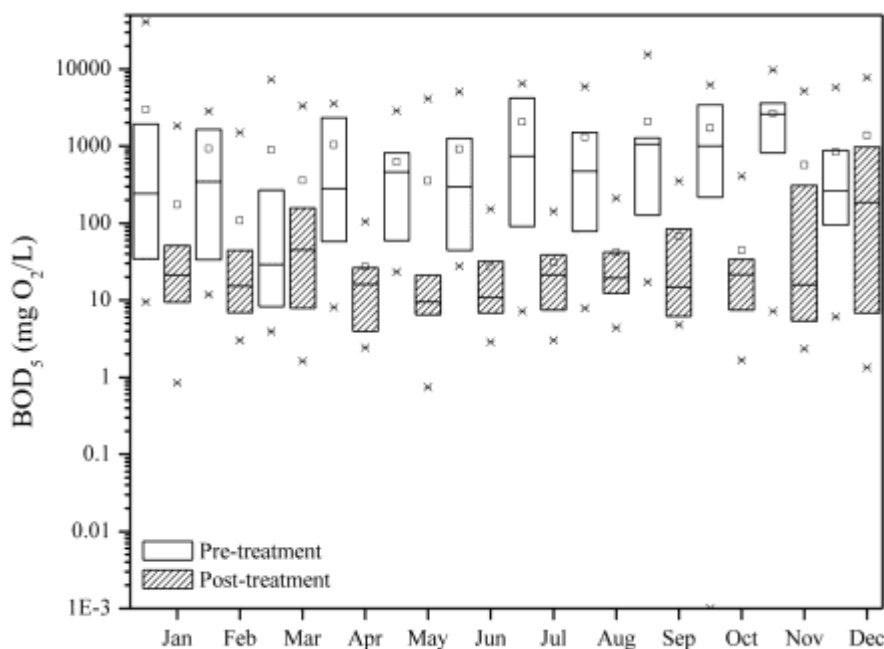 BOD5 (mg O2/L)
10000
1000
100
10
1
0.1
0.01
1E-3
Pre-treatment
Post-treatment
Jan Feb Mar Apr May Jun Jul Aug Sep Oct Nov Dec